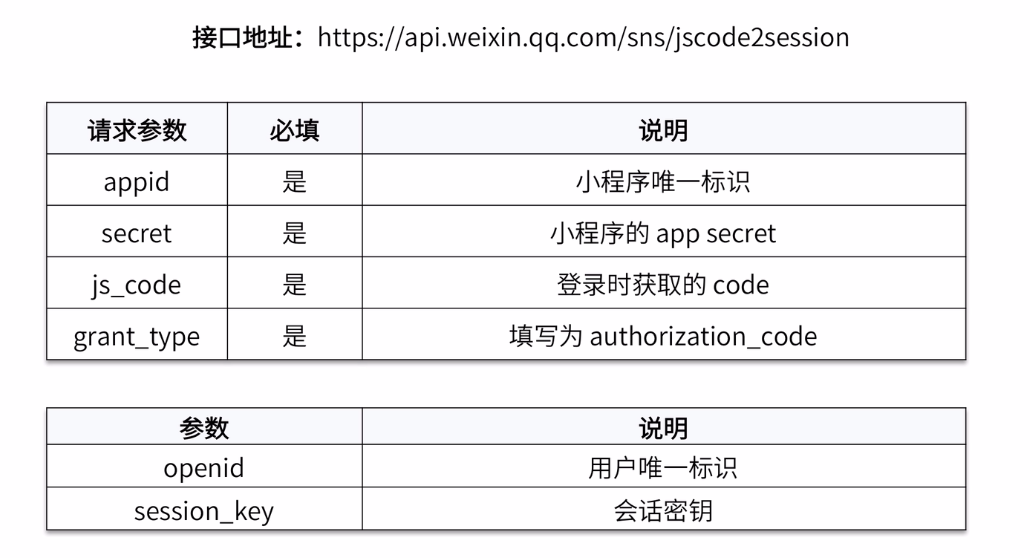 接口地址：https://api.weixin.qq.com/sns/jscode2session
请求参数 必填 说明
appid 是 小程序唯一标识
secret 是 小程序的 app secret
js_code 是 登录时获取的 code
grant_type 是 填写为 authorization_code
参数 说明
openid 用户唯一标识
session_key 会话密钥